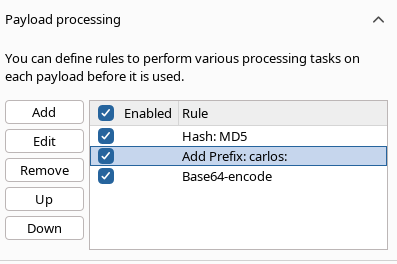 Payload processing
You can define rules to perform various processing tasks on
each payload before it is used.
Add
Edit
Remove
Up
Down
Enabled Rule
Hash: MD5
Add Prefix: carlos:
Base64-encode